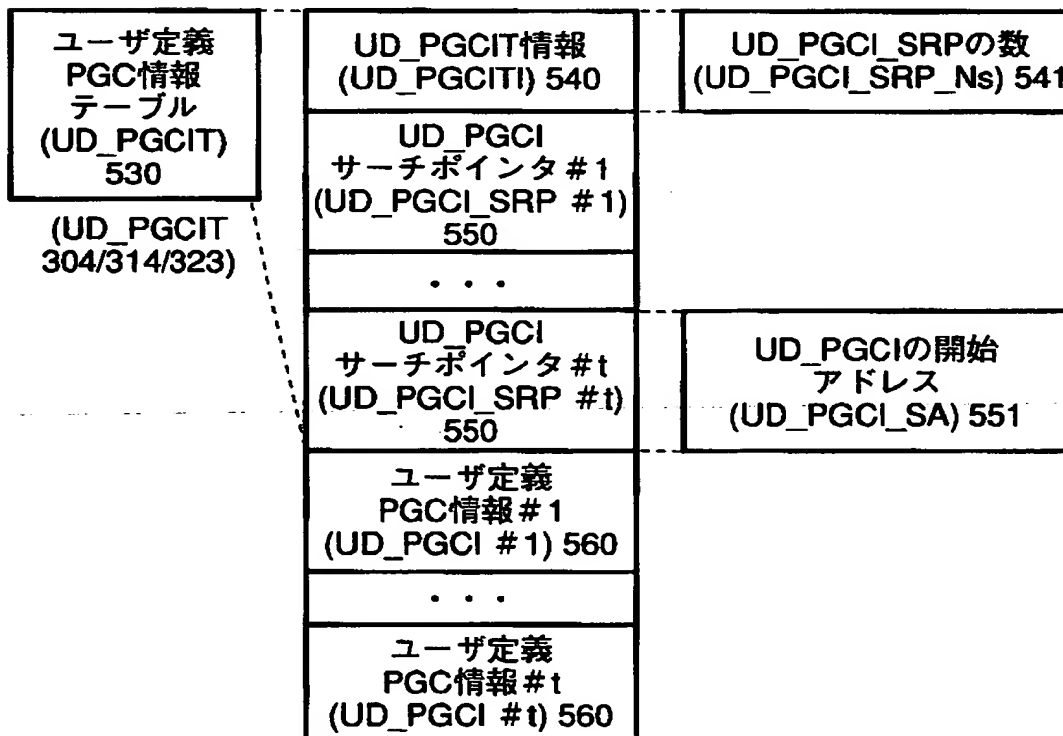 ユーザ定義
PGC情報
テーブル
(UD_PGCIT)
530
(UD_PGCIT
304/314/323)
UD_PGCIT情報
(UD_PGCITI) 540
UD_PGCI
サーチポインタ#1
(UD_PGCI_SRP #1)
550
・・・
UD_PGCI
サーチポインタ#t
(UD_PGCI_SRP #t)
550
ユーザ定義
PGC情報#1
(UD_PGCI #1) 560
・・・
ユーザ定義
PGC情報#t
(UD_PGCI #t) 560
UD_PGCI_SRPの数
(UD_PGCI_SRP_Ns) 541
UD_PGCIの開始
アドレス
(UD_PGCI_SA) 551